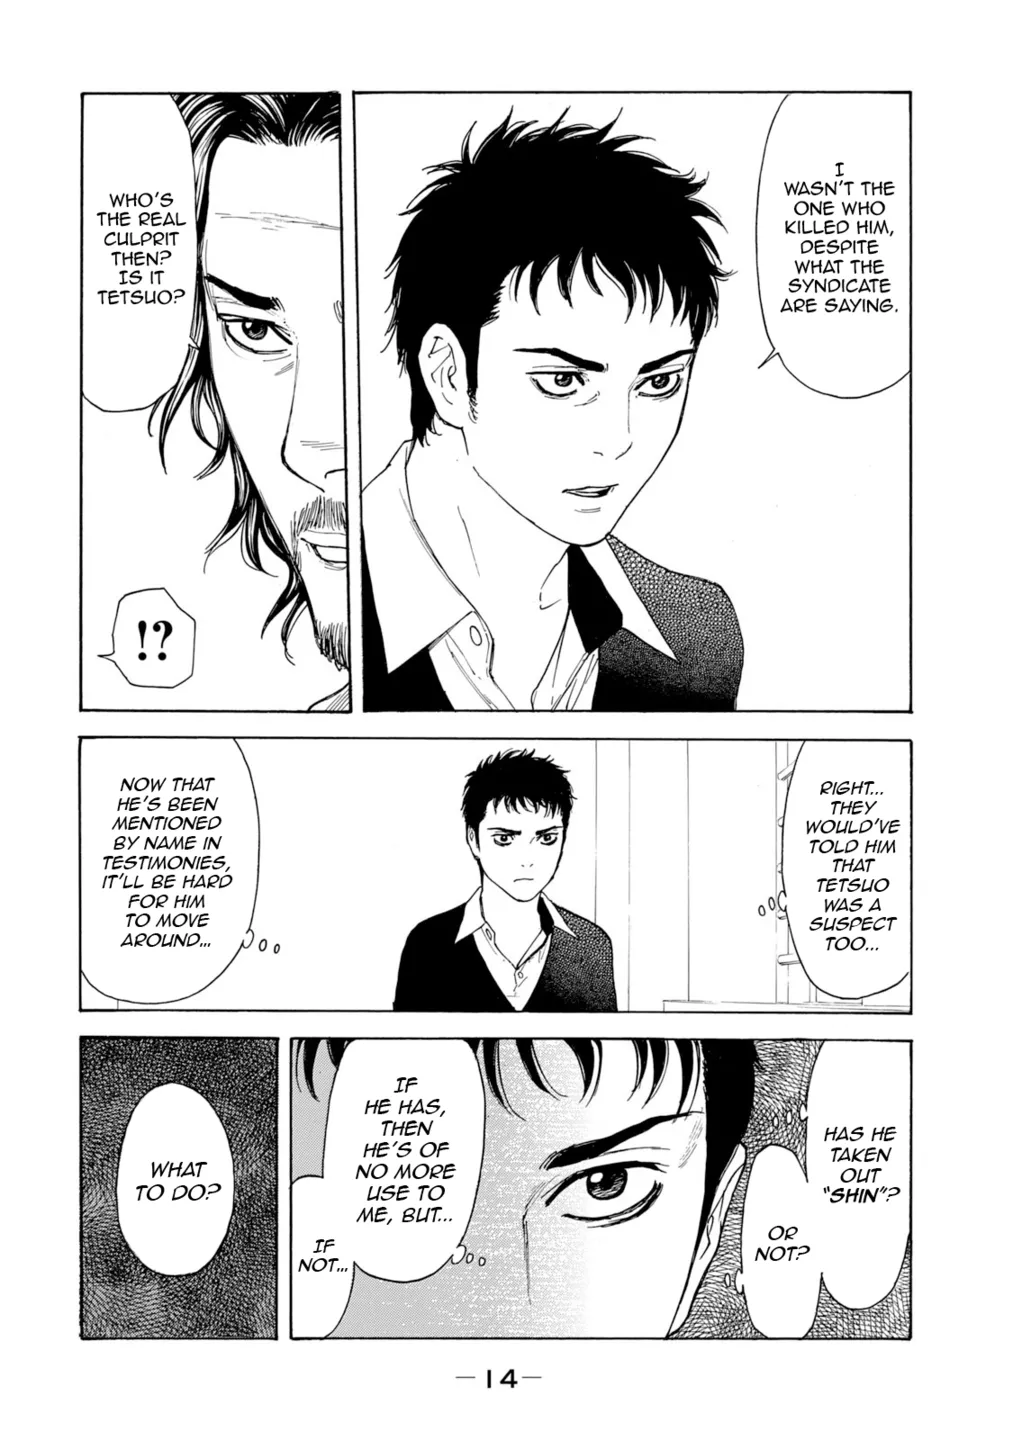 I
WASN'T THE
ONE WHO
KILLED HIM,
DESPITE
WHAT THE
SYNDICATE
ARE SAYING.
WHO'S
THE REAL
CULPRIT
THEN?
IS IT
TETSUO?
!?
RIGHT...
THEY
WOULD'VE
TOLD HIM
THAT
TETSUO
WAS A
SUSPECT
TOO...
NOW THAT
HE'S BEEN
MENTIONED
BY NAME IN
TESTIMONIES,
IT'LL BE HARD
FOR HIM
TO MOVE
AROUND...
HAS HE
TAKEN
OUT
"SHIN"?
OR
NOT?
IF
HE HAS,
THEN
HE'S OF
NO MORE
USE TO
ME, BUT...
IF
NOT...
WHAT
TO DO?
—14—